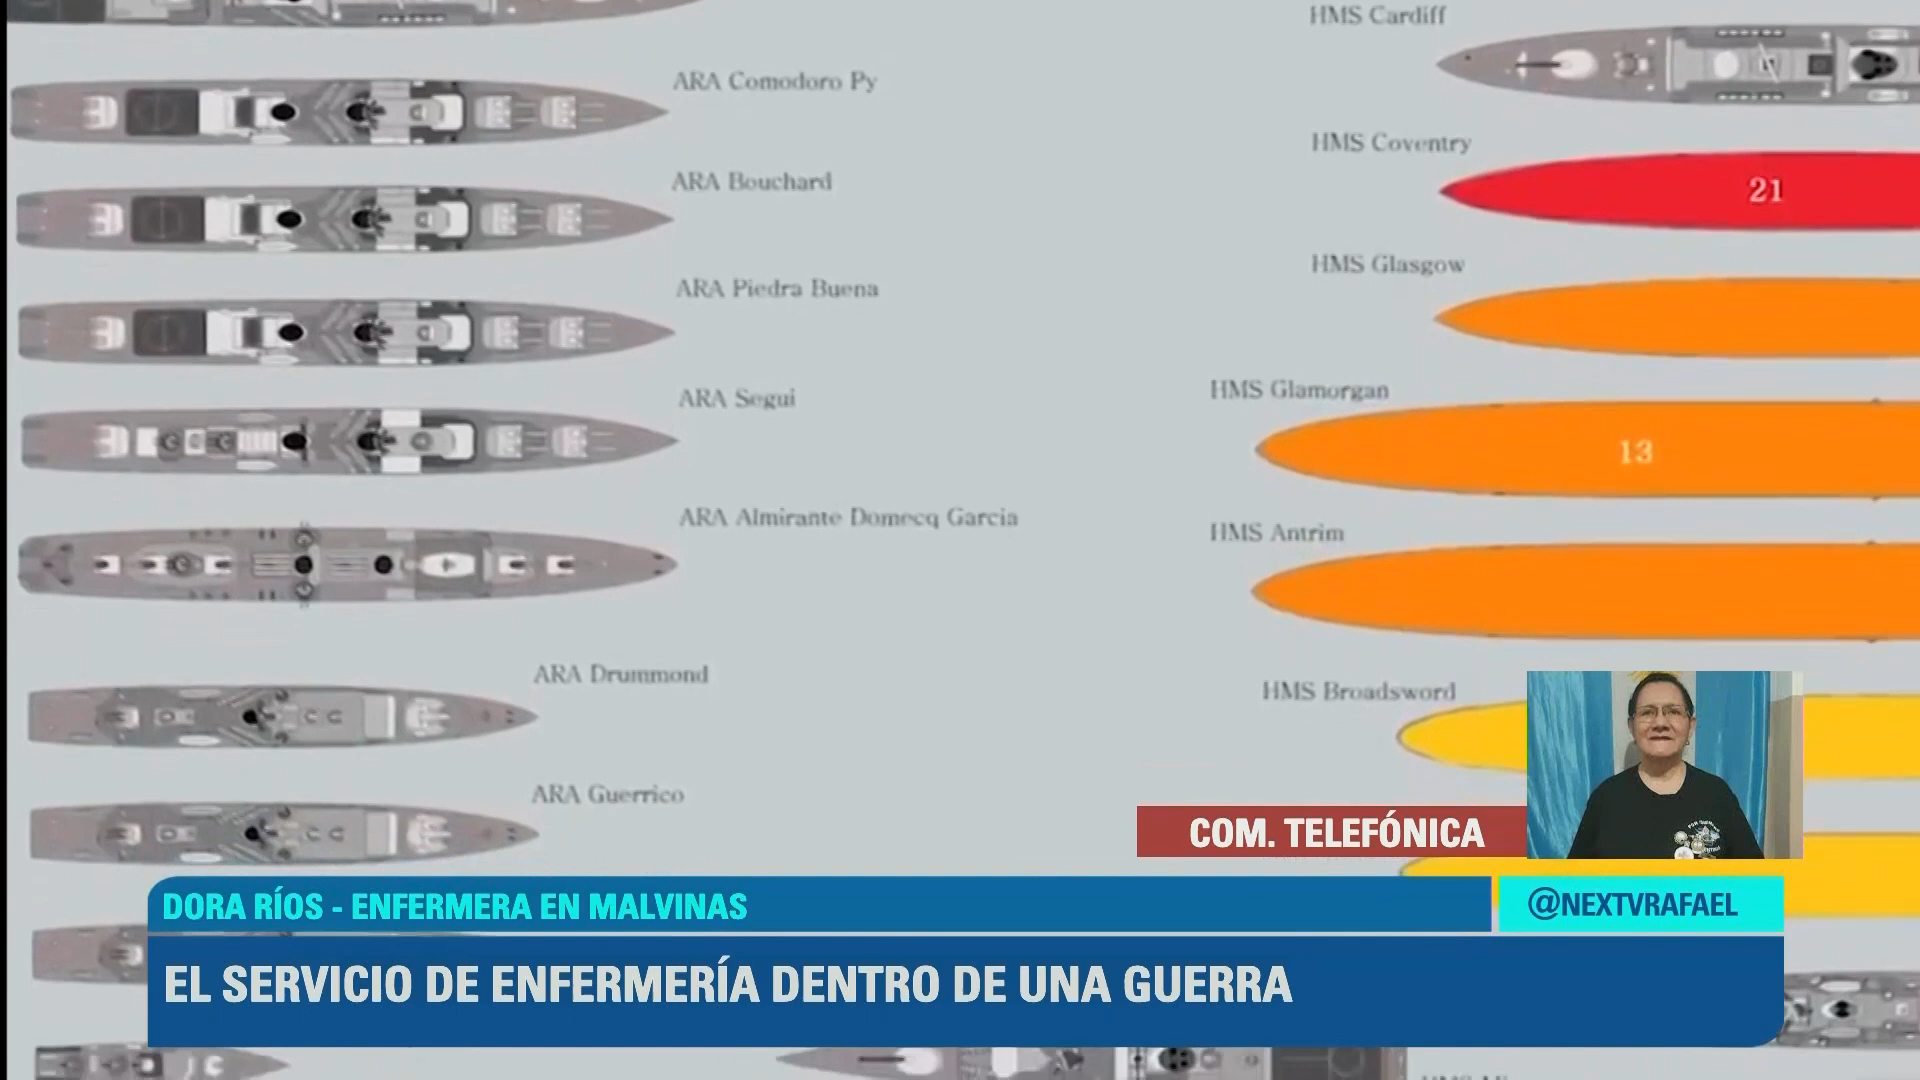 HMS Cardiff
ARA Comodoro Py
HMS Coventry
21
ARA Bouchard
HMS Glasgow
ARA Piedra Buena
ARA Segui
HMS Glamorgan
13
ARA Almirante Domecq Garcia
HMS Antrim
ARA Drummond
HMS Broadsword
ARA Guerrico
COM. TELEFÓNICA
DORA RÍOS - ENFERMERA EN MALVINAS
@NEXTVRAFAEL
EL SERVICIO DE ENFERMERÍA DENTRO DE UNA GUERRA